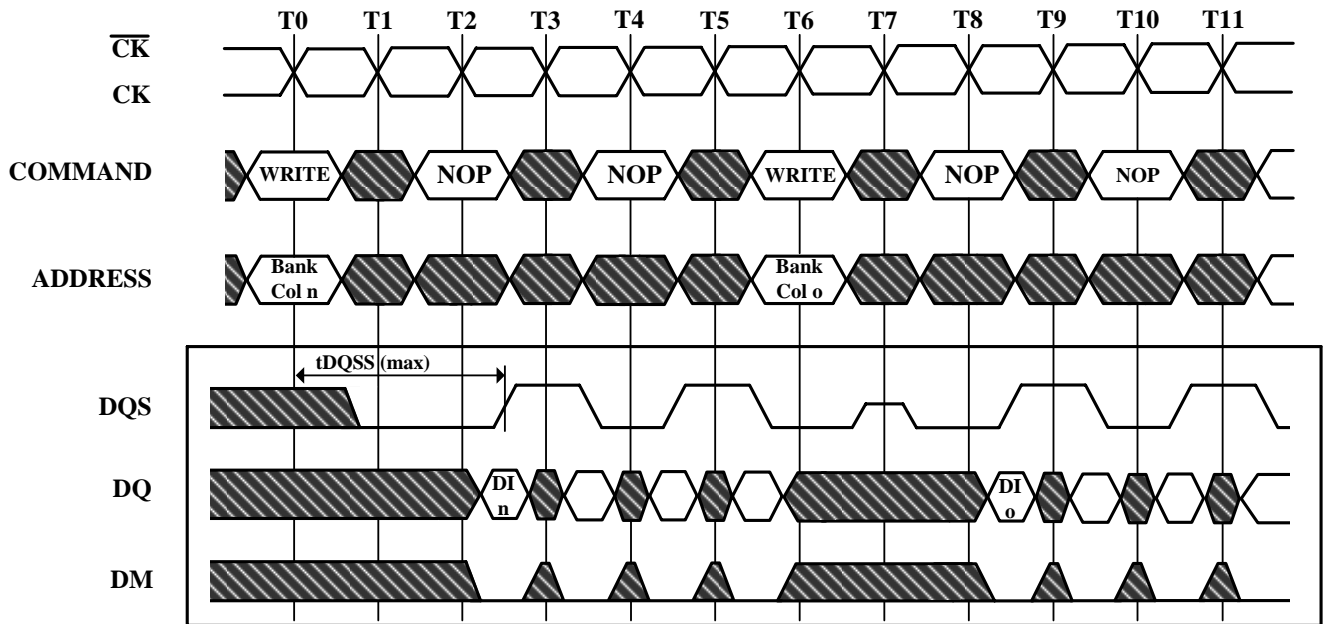 T0 T1 T2 T3 T4 T5 T6 T7 T8 T9 T10 T11
CK
CK
COMMAND WRITE NOP NOP WRITE NOP NOP
ADDRESS Bank Col n Bank Col o
tDQSS (max)
DQS
DQ DI n DI o
DM